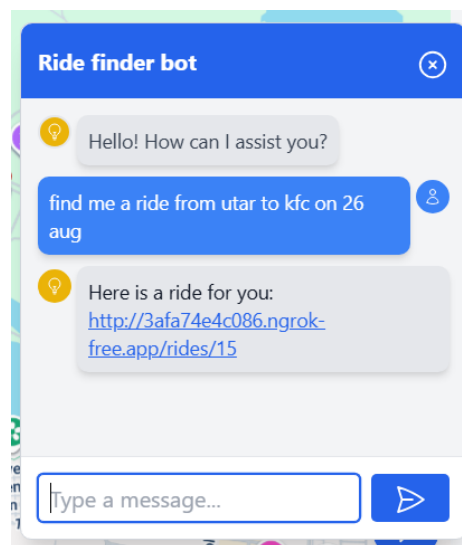 Ride finder bot
Hello! How can I assist you?
find me a ride from utar to kfc on 26
aug
Here is a ride for you:
http://3afa74e4c086.ngrok-
free.app/rides/15
Type a message...